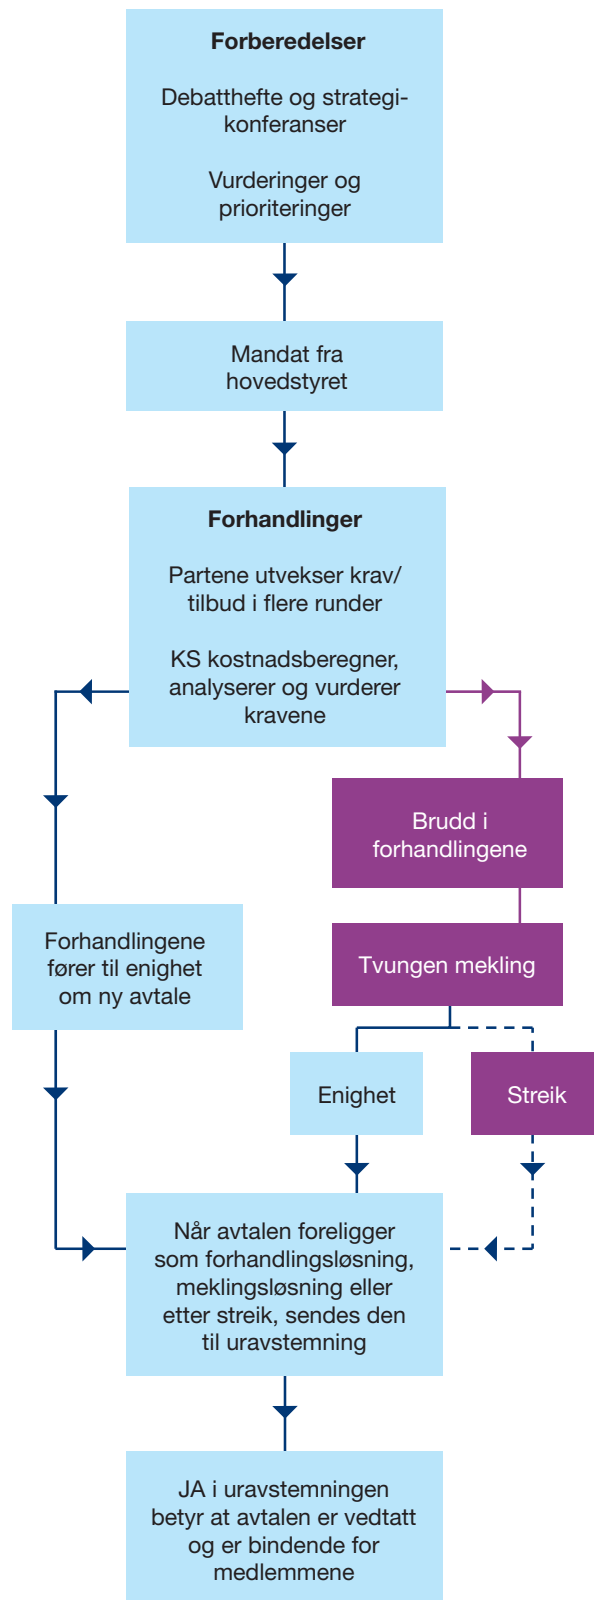 Forberedelser
Debatthefte og strategi-
konferanser
Vurderinger og
prioriteringer
Mandat fra
hovedstyret
Forhandlinger
Partene utvekser krav/
tilbud i flere runder
KS kostnadsberegner,
analyserer og vurderer
kravene
Brudd i
forhandlingene
Forhandlingene
fører til enighet
om ny avtale
Tvungen mekling
Enighet
Streik
Når avtalen foreligger
som forhandlingsløsning,
meklingsløsning eller
etter streik, sendes den
til uravstemning
JA i uravstemningen
betyr at avtalen er vedtatt
og er bindende for
medlemmene